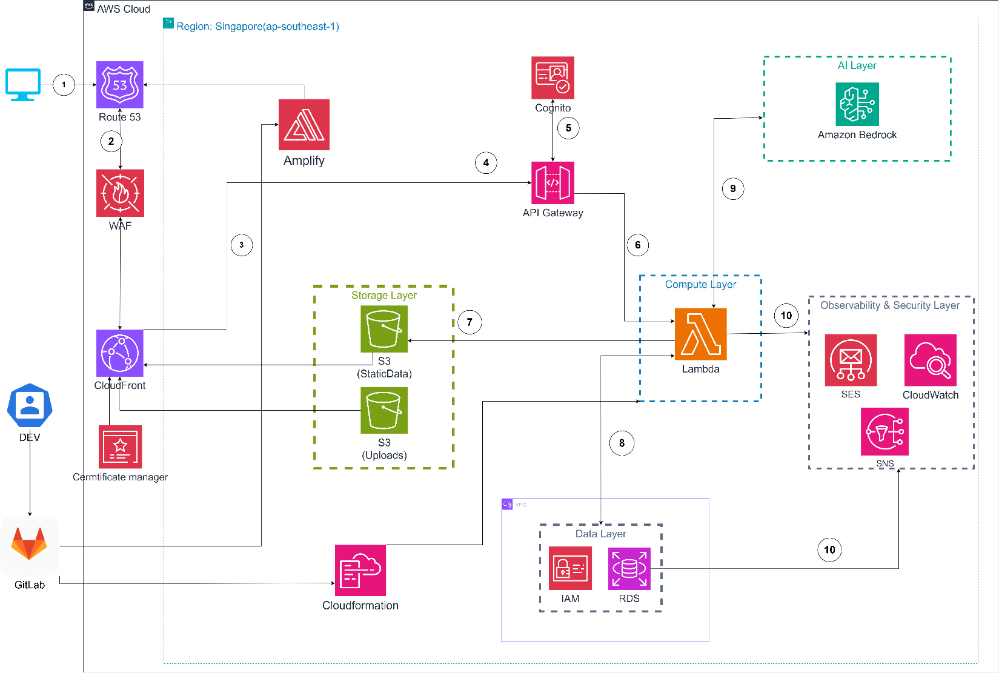 aws
AWS Cloud
Region: Singapore(ap-southeast-1)
1
53
Route 53
2
WAF
Amplify
Cognito
5
4
API Gateway
AI Layer
Amazon Bedrock
9
3
6
Storage Layer
S3
(StaticData)
S3
(Uploads)
7
Compute Layer
Lambda
10
Observability & Security Layer
SES
CloudWatch
SNS
CloudFront
Cermtificate manager
DEV
GitLab
Cloudformation
8
VPC
Data Layer
IAM
RDS
10